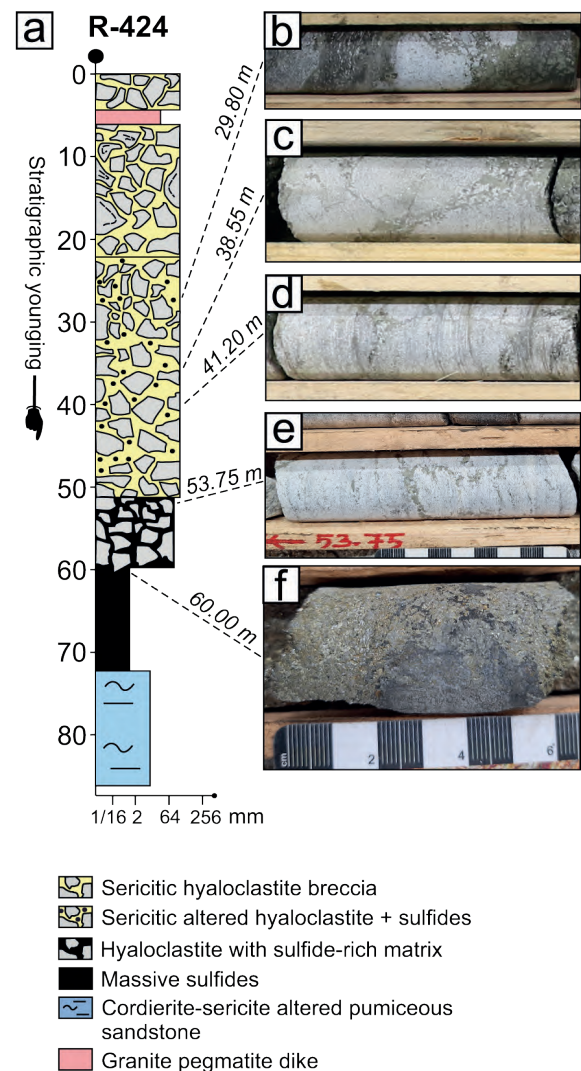 a
R-424
0
10
20
30
40
50
60
70
80
Stratigraphic younging
1/16 2 64 256 mm
29.80 m
38.55 m
41.20 m
53.75 m
60.00 m
b
c
d
e
53.75
f
cm 2 4 6
Sericitic hyaloclastite breccia
Sericitic altered hyaloclastite + sulfides
Hyaloclastite with sulfide-rich matrix
Massive sulfides
Cordierite-sericite altered pumiceous
sandstone
Granite pegmatite dike